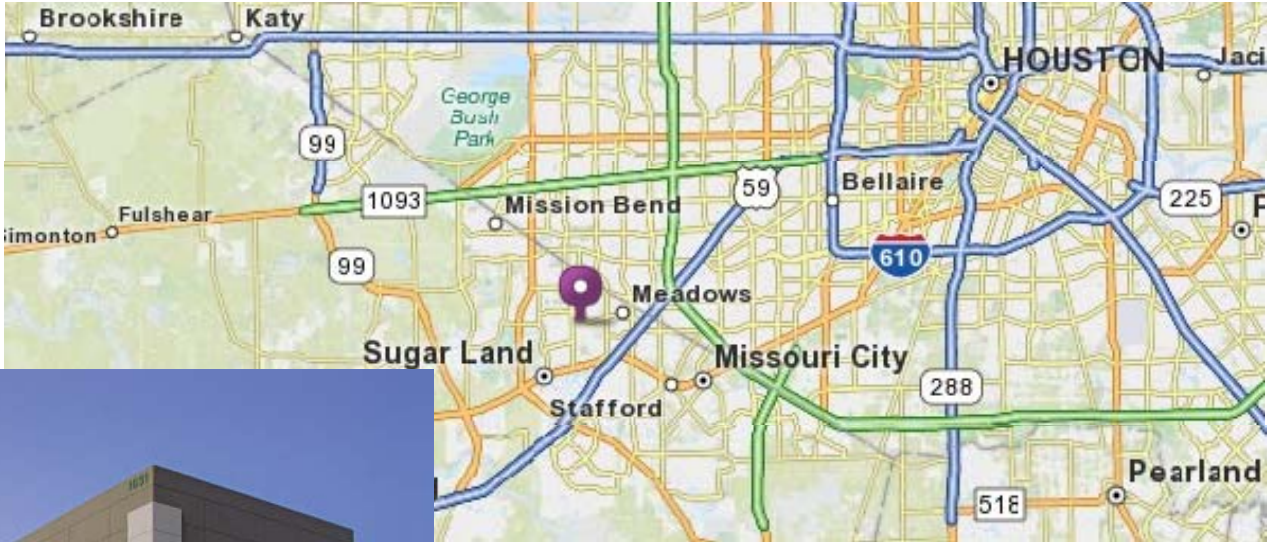 Brookshire
Katy
HOUSTON
George
Bush
Park
99
59
Bellaire
1093
Mission Bend
225
Fulshear
Simonton
610
99
Meadows
Sugar Land
Missouri City
288
Stafford
Pearland
518